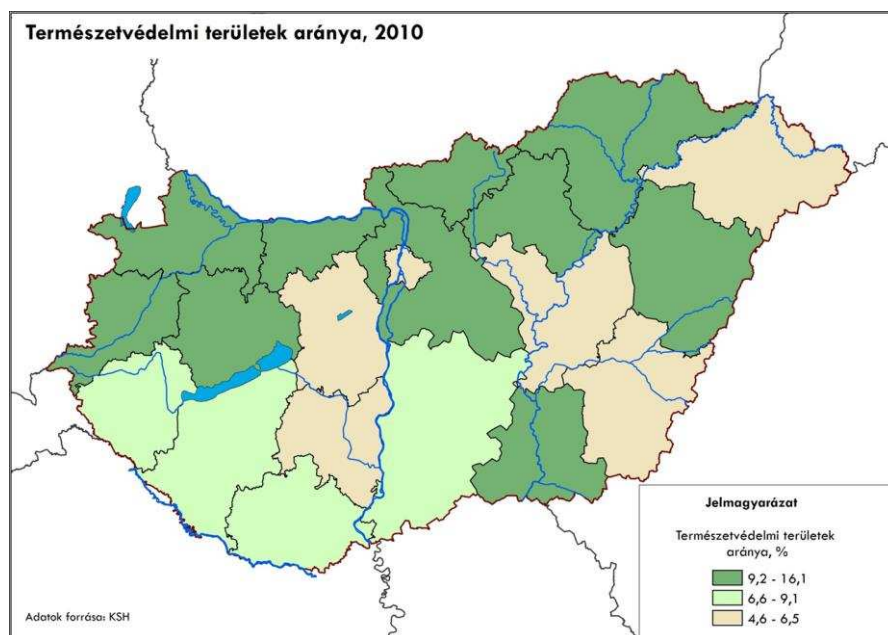 Természetvédelmi területek aránya, 2010
Jelmagyarázat
Természetvédelmi területek
aránya, %
9,2 - 16,1
6,6 - 9,1
4,6 - 6,5
Adatok forrása: KSH